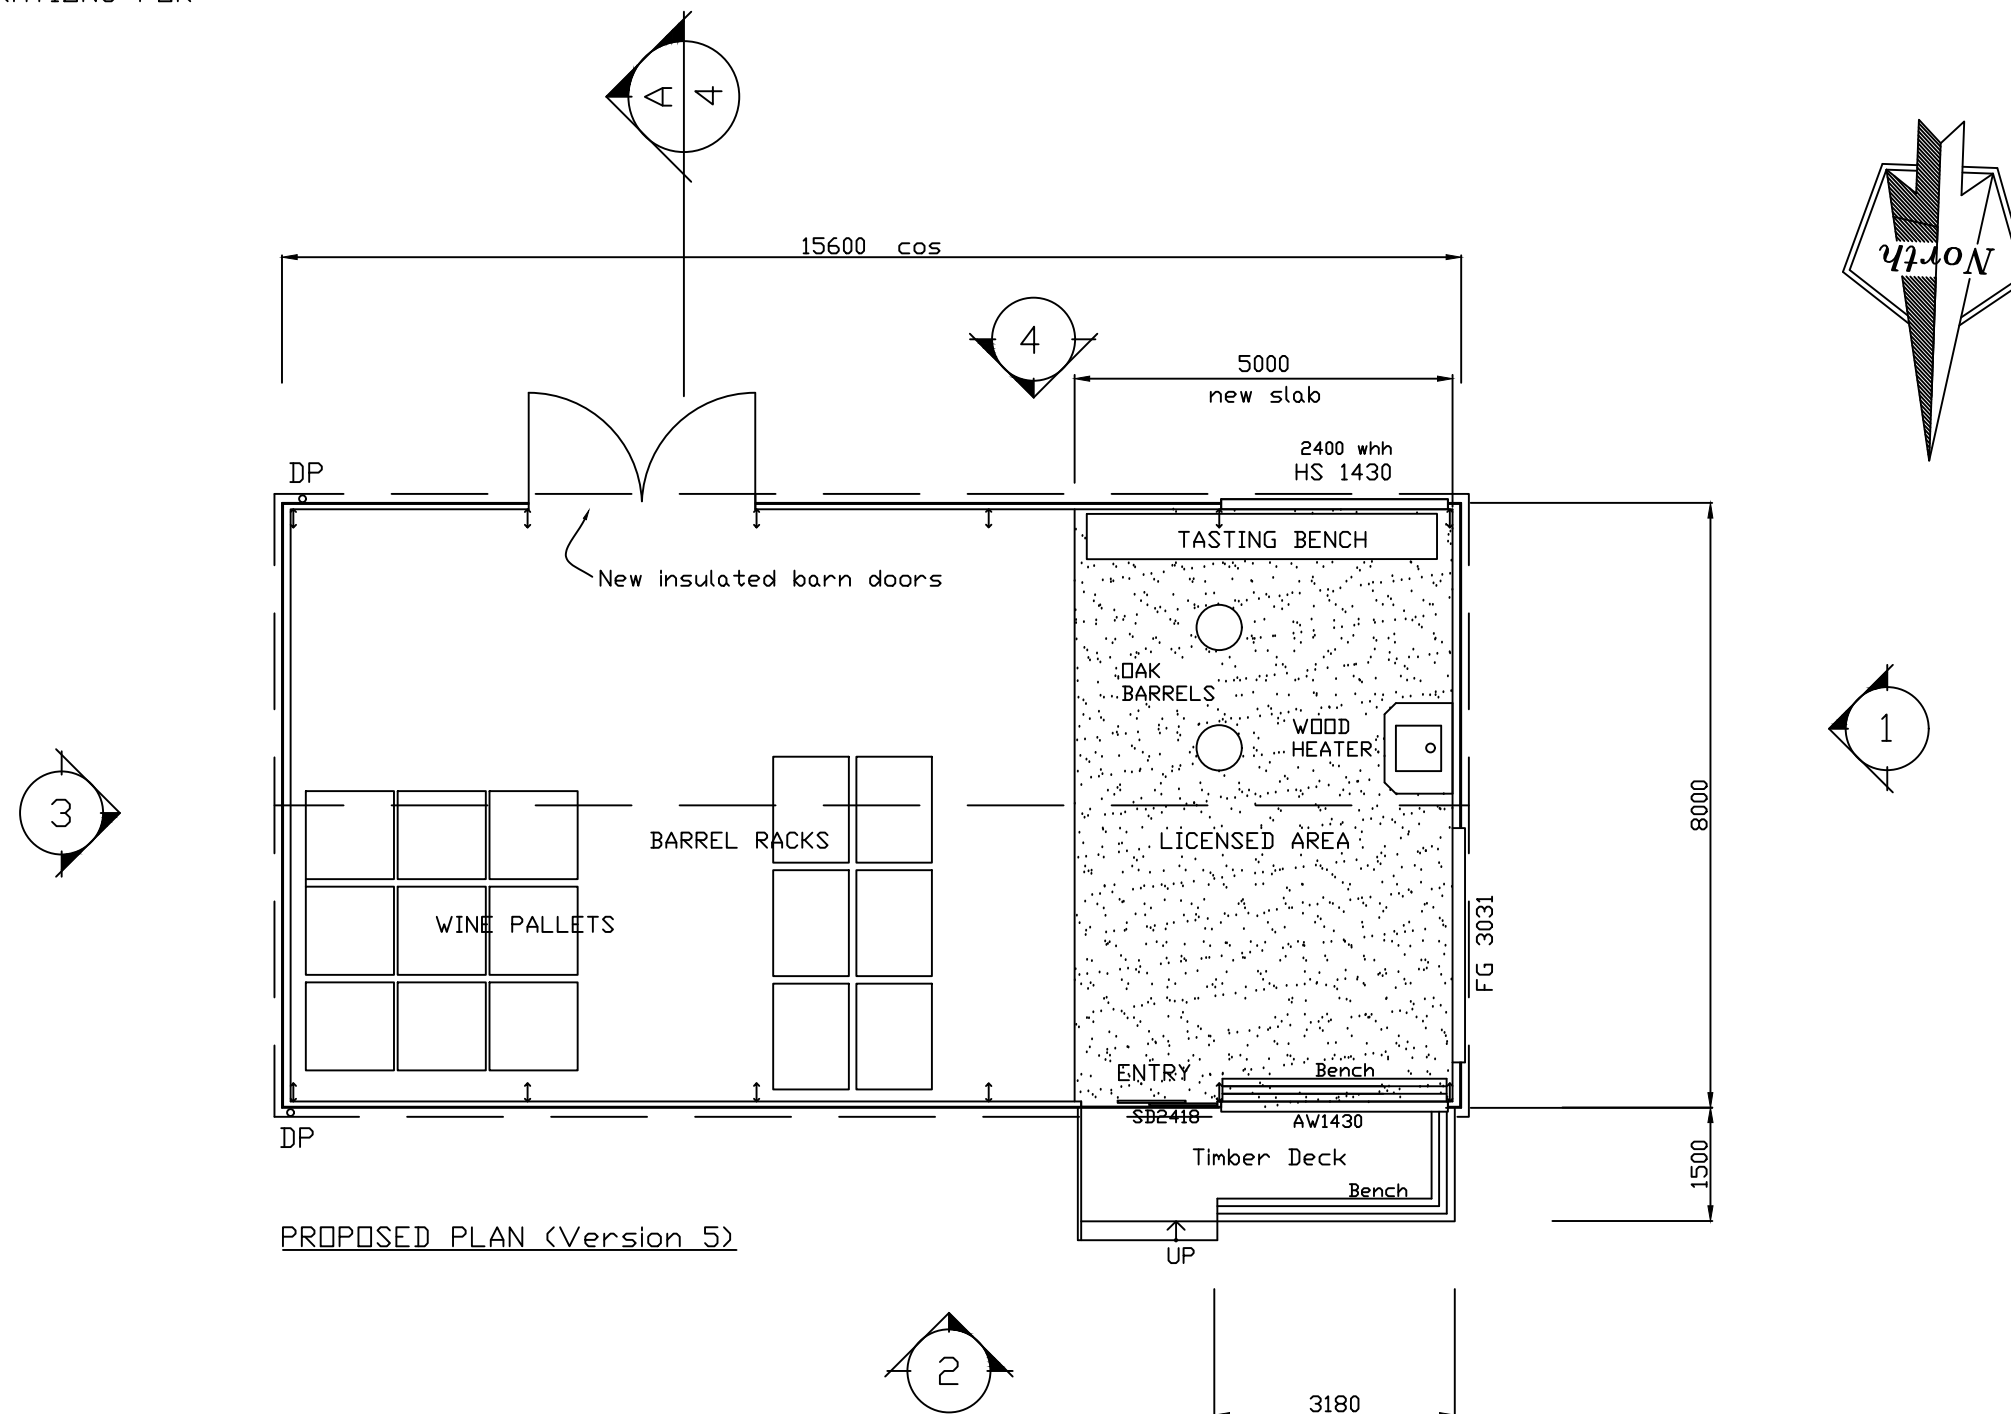 A
4
North
15600 cos
4
5000
new slab
2400 whh
HS 1430
DP
TASTING BENCH
New insulated barn doors
OAK
BARRELS
WOOD
HEATER
1
3
8000
BARREL RACKS
LICENSED AREA
WINE PALLETS
FG 3031
ENTRY
Bench
SD2418
AW1430
DP
Timber Deck
1500
Bench
PROPOSED PLAN (Version 5)
UP
2
3180